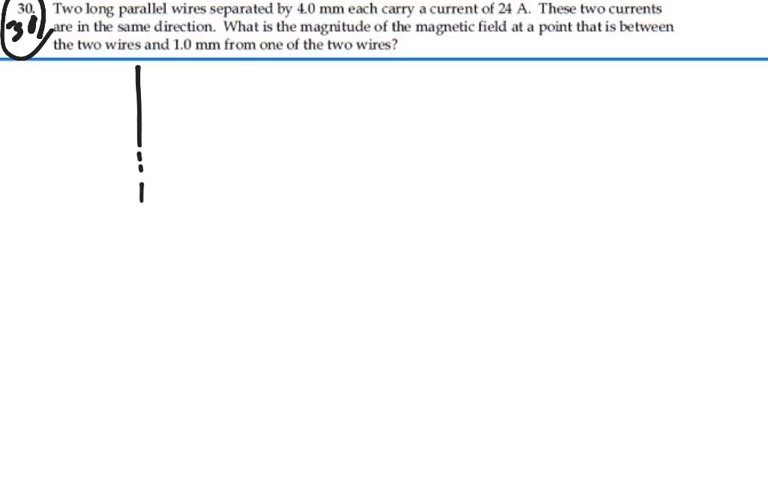 30. Two long parallel wires separated by 4.0 mm each carry a current of 24 A. These two currents
31 are in the same direction. What is the magnitude of the magnetic field at a point that is between
the two wires and 1.0 mm from one of the two wires?